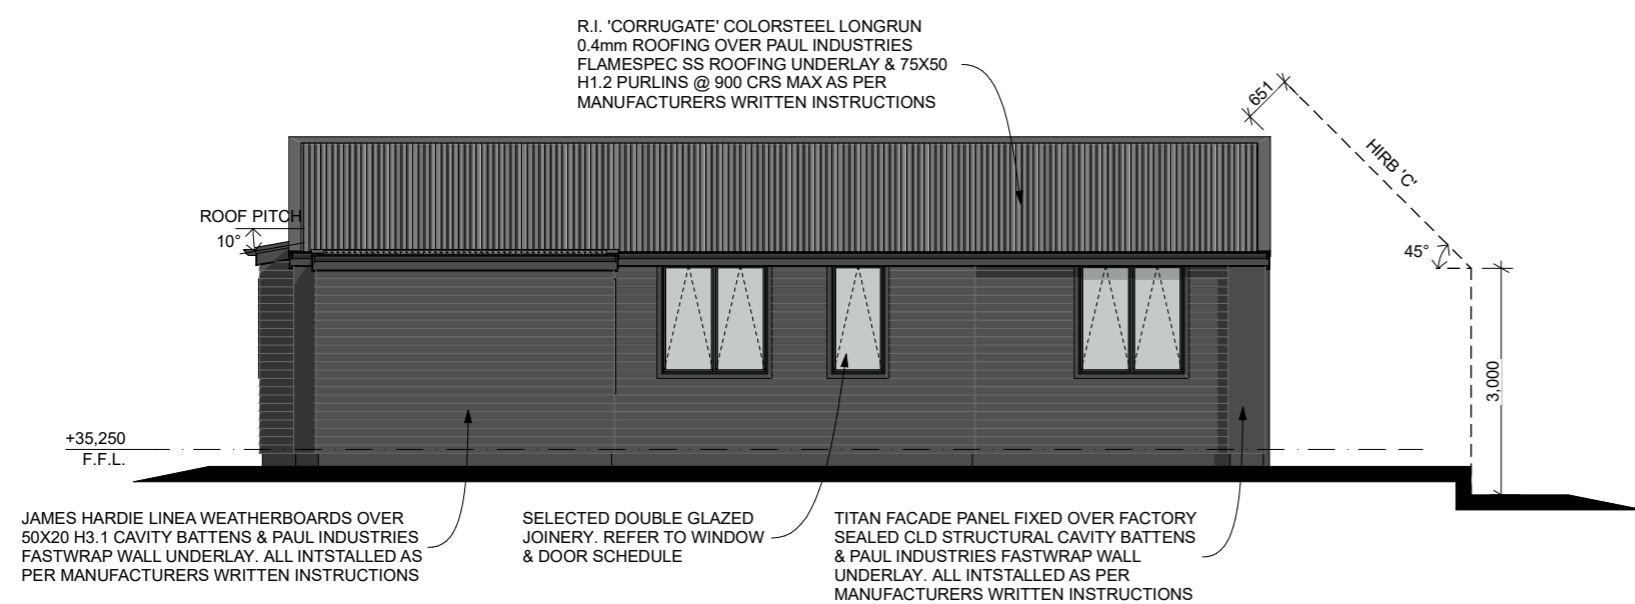 R.I. 'CORRUGATE' COLORSTEEL LONGRUN
0.4mm ROOFING OVER PAUL INDUSTRIES
FLAMESPEC SS ROOFING UNDERLAY & 75X50
H1.2 PURLINS @ 900 CRS MAX AS PER
MANUFACTURERS WRITTEN INSTRUCTIONS
651
HIRB 'C'
ROOF PITCH
10°
45°
3,000
+35,250
F.F.L.
JAMES HARDIE LINEA WEATHERBOARDS OVER
50X20 H3.1 CAVITY BATTENS & PAUL INDUSTRIES
FASTWRAP WALL UNDERLAY. ALL INTSTALLED AS
PER MANUFACTURERS WRITTEN INSTRUCTIONS
SELECTED DOUBLE GLAZED
JOINERY. REFER TO WINDOW
& DOOR SCHEDULE
TITAN FACADE PANEL FIXED OVER FACTORY
SEALED CLD STRUCTURAL CAVITY BATTENS
& PAUL INDUSTRIES FASTWRAP WALL
UNDERLAY. ALL INTSTALLED AS PER
MANUFACTURERS WRITTEN INSTRUCTIONS